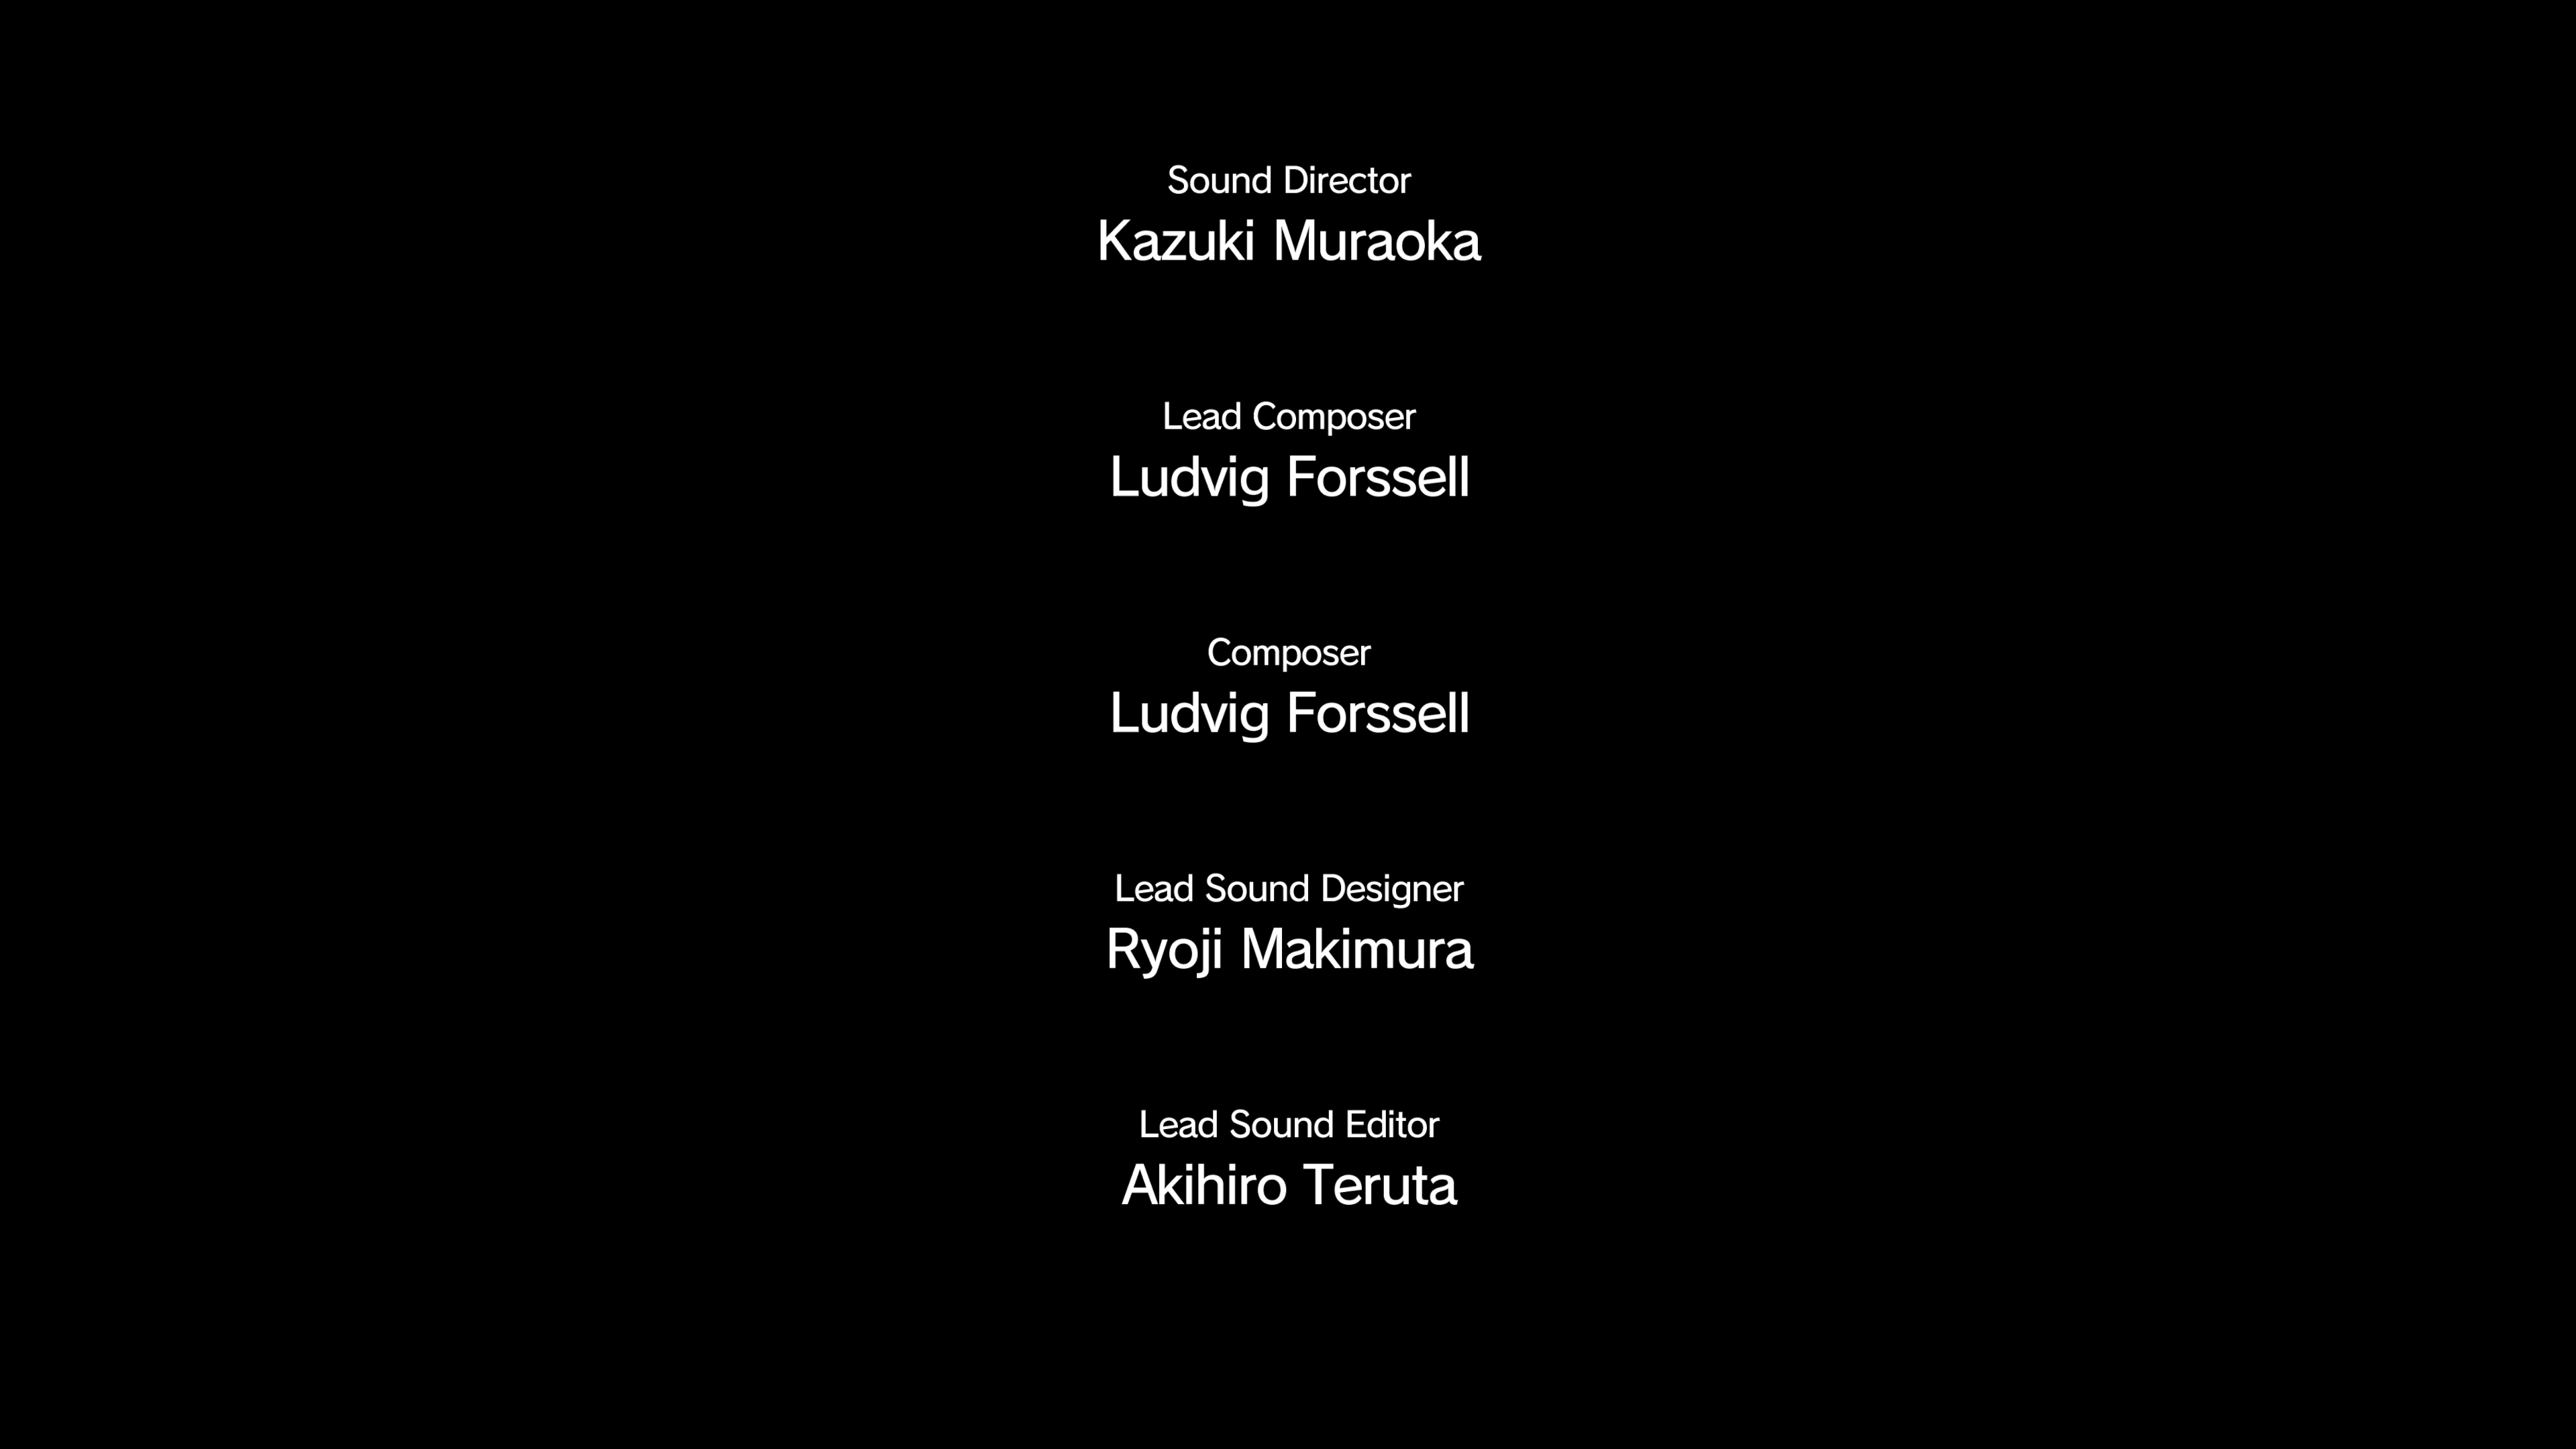 Sound Director
Kazuki Muraoka
Lead Composer
Ludvig Forssell
Composer
Ludvig Forssell
Lead Sound Designer
Ryoji Makimura
Lead Sound Editor
Akihiro Teruta